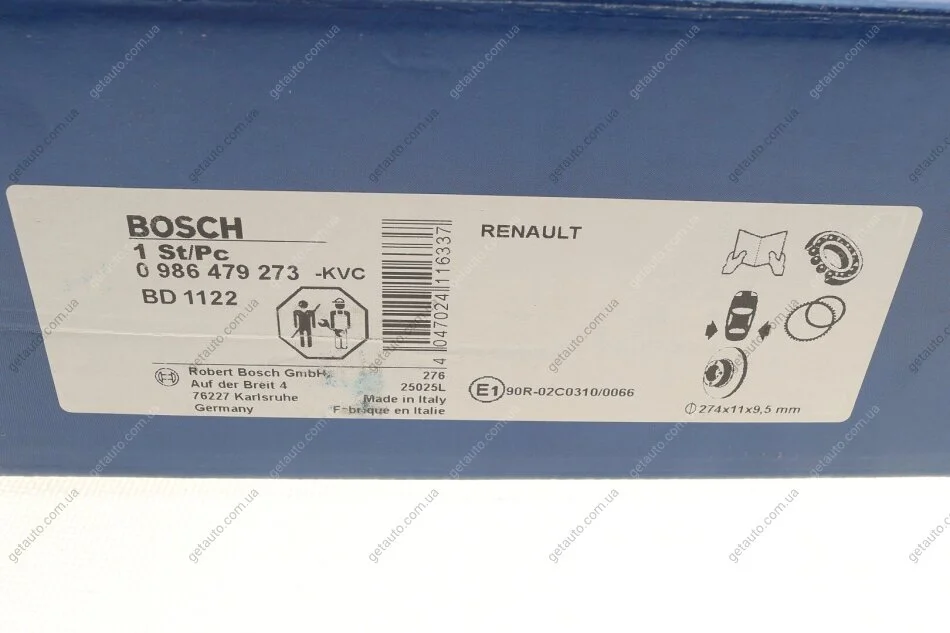 BOSCH
1 St/Pc
0 986 479 273 -KVC
BD 1122
4 047024 116337
RENAULT
Robert Bosch GmbH,
Auf der Breit 4
76227 Karlsruhe
Germany
276
25025L
Made in Italy
Fabrique en Italie
E1 90R-02C0310/0066
274x11x9,5 mm
getauto.com.ua